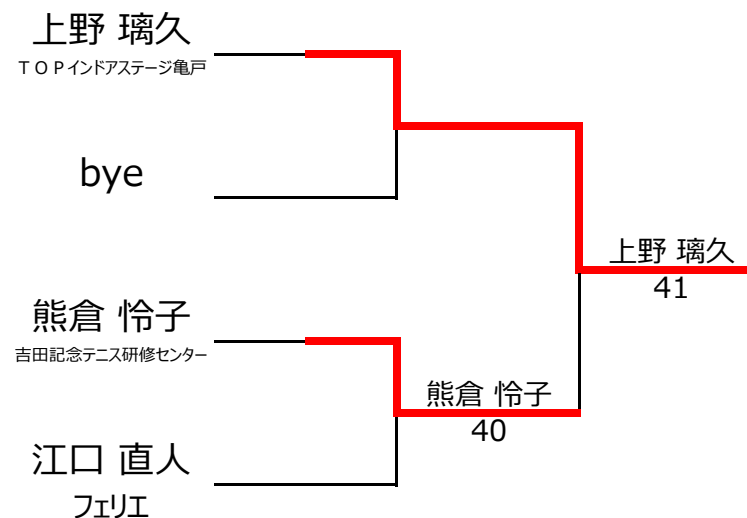 上野 璃久
ＴＯＰインドアステージ亀戸
bye
上野 璃久
41
熊倉 怜子
吉田記念テニス研修センター
熊倉 怜子
40
江口 直人
フェリエ